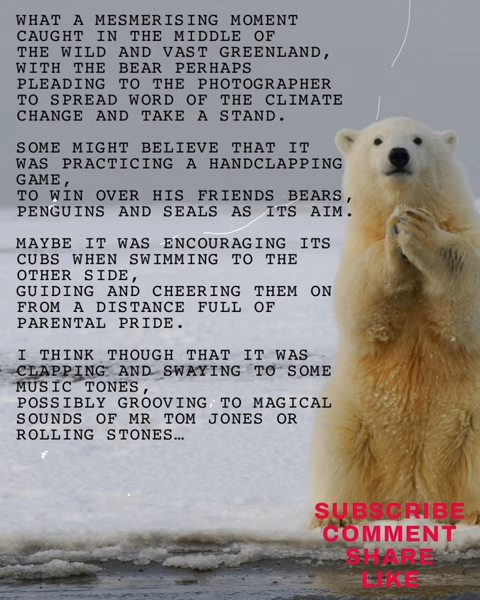 WHAT A MESMERISING MOMENT
CAUGHT IN THE MIDDLE OF
THE WILD AND VAST GREENLAND,
WITH THE BEAR PERHAPS
PLEADING TO THE PHOTOGRAPHER
TO SPREAD WORD OF THE CLIMATE
CHANGE AND TAKE A STAND.
SOME MIGHT BELIEVE THAT IT
WAS PRACTICING A HANDCLAPPING
GAME,
TO WIN OVER HIS FRIENDS BEARS,
PENGUINS AND SEALS AS ITS AIM.
MAYBE IT WAS ENCOURAGING ITS
CUBS WHEN SWIMMING TO THE
OTHER SIDE,
GUIDING AND CHEERING THEM ON
FROM A DISTANCE FULL OF
PARENTAL PRIDE.
I THINK THOUGH THAT IT WAS
CLAPPING AND SWAYING TO SOME
MUSIC TONES,
POSSIBLY GROOVING TO MAGICAL
SOUNDS OF MR TOM JONES OR
ROLLING STONES…
SUBSCRIBE
COMMENT
SHARE
LIKE